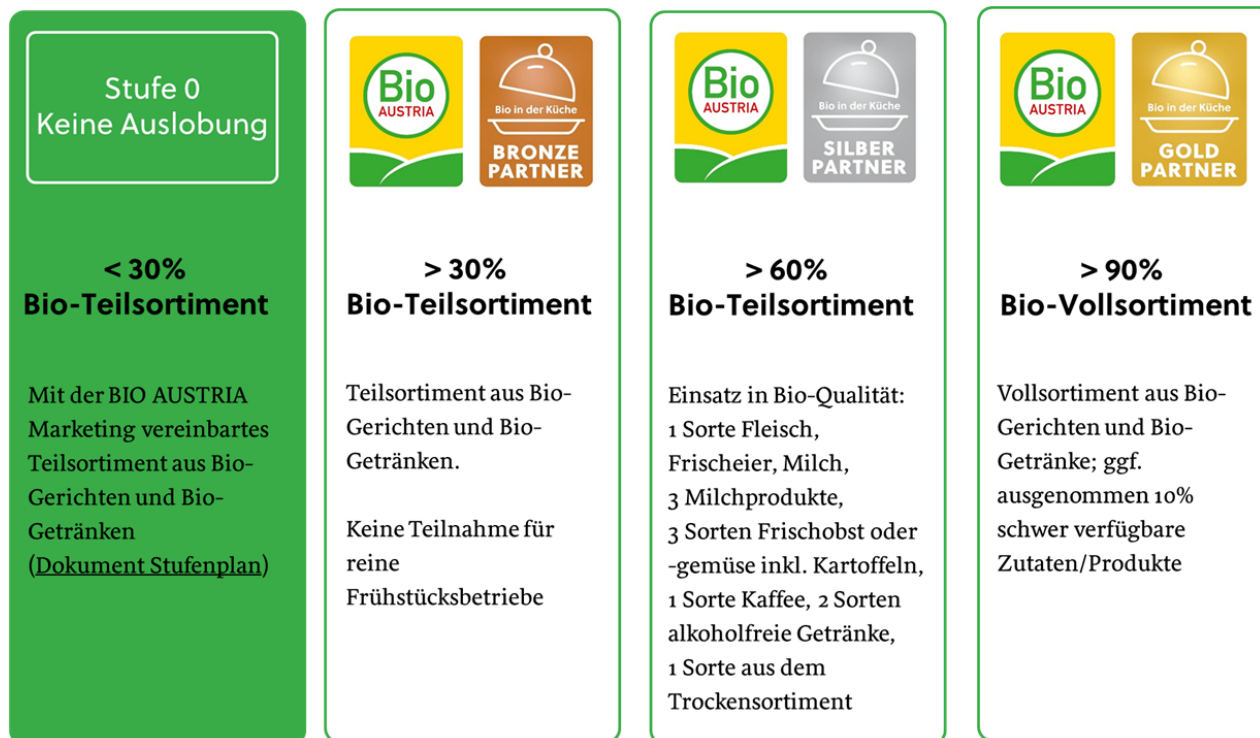 Stufe 0
Keine Auslobung
< 30%
Bio-Teilsortiment
Mit der BIO AUSTRIA
Marketing vereinbartes
Teilsortiment aus Bio-
Gerichten und Bio-
Getränken
(Dokument Stufenplan)
Bio
AUSTRIA
Bio in der Küche
BRONZE
PARTNER
> 30%
Bio-Teilsortiment
Teilsortiment aus Bio-
Gerichten und Bio-
Getränken.
Keine Teilnahme für
reine
Frühstücksbetriebe
Bio
AUSTRIA
Bio in der Küche
SILBER
PARTNER
> 60%
Bio-Teilsortiment
Einsatz in Bio-Qualität:
1 Sorte Fleisch,
Frischeier, Milch,
3 Milchprodukte,
3 Sorten Frischobst oder
-gemüse inkl. Kartoffeln,
1 Sorte Kaffee, 2 Sorten
alkoholfreie Getränke,
1 Sorte aus dem
Trockensortiment
Bio
AUSTRIA
Bio in der Küche
GOLD
PARTNER
> 90%
Bio-Vollsortiment
Vollsortiment aus Bio-
Gerichten und Bio-
Getränke; ggf.
ausgenommen 10%
schwer verfügbare
Zutaten/Produkte